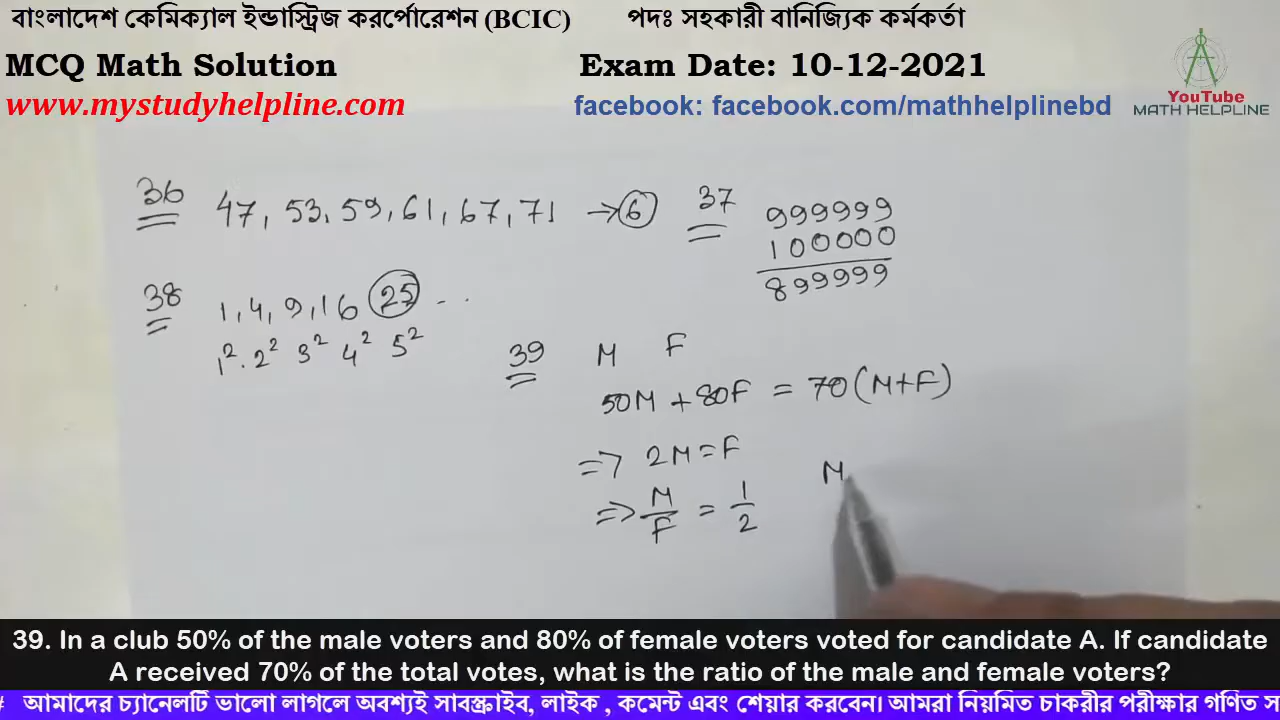 বাংলাদেশ কেমিক্যাল ইন্ডাস্ট্রিজ করপোরেশন (BCIC) পদঃ সহকারী বানিজ্যিক কর্মকর্তা
MCQ Math Solution Exam Date: 10-12-2021
www.mystudyhelpline.com facebook: facebook.com/mathhelplinebd
YouTube
MATH HELPLINE
36 47, 53, 59, 61, 67, 71 → 6
37 999999
100000
899999
38 1, 4, 9, 16 25 ...
1² 2² 3² 4² 5²
39 M F
50M + 80F = 70(M+F)
=> 2M = F
=> M/F = 1/2 M
39. In a club 50% of the male voters and 80% of female voters voted for candidate A. If candidate
A received 70% of the total votes, what is the ratio of the male and female voters?
# আমাদের চ্যানেলটি ভালো লাগলে অবশ্যই সাবস্ক্রাইব, লাইক , কমেন্ট এবং শেয়ার করবেন। আমরা নিয়মিত চাকরীর পরীক্ষার গণিত স